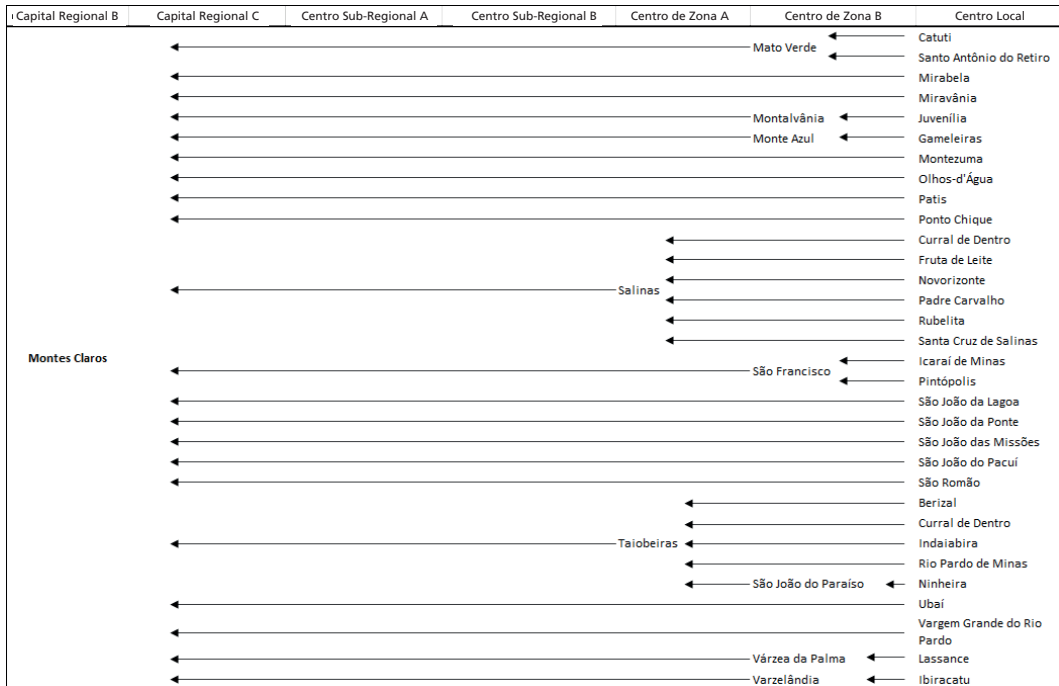 Capital Regional B Capital Regional C Centro Sub-Regional A Centro Sub-Regional B Centro de Zona A Centro de Zona B Centro Local
Catuti
Mato Verde
Santo Antônio do Retiro
Mirabela
Miravânia
Montalvânia Juvenília
Monte Azul Gameleiras
Montezuma
Olhos-d'Água
Patis
Ponto Chique
Curral de Dentro
Fruta de Leite
Novorizonte
Salinas
Padre Carvalho
Rubelita
Santa Cruz de Salinas
Montes Claros
Icaraí de Minas
São Francisco
Pintópolis
São João da Lagoa
São João da Ponte
São João das Missões
São João do Pacuí
São Romão
Berizal
Curral de Dentro
Taiobeiras Indaiabira
Rio Pardo de Minas
São João do Paraíso Ninheira
Ubaí
Vargem Grande do Rio
Pardo
Várzea da Palma Lassance
Varzelândia Ibiracatu